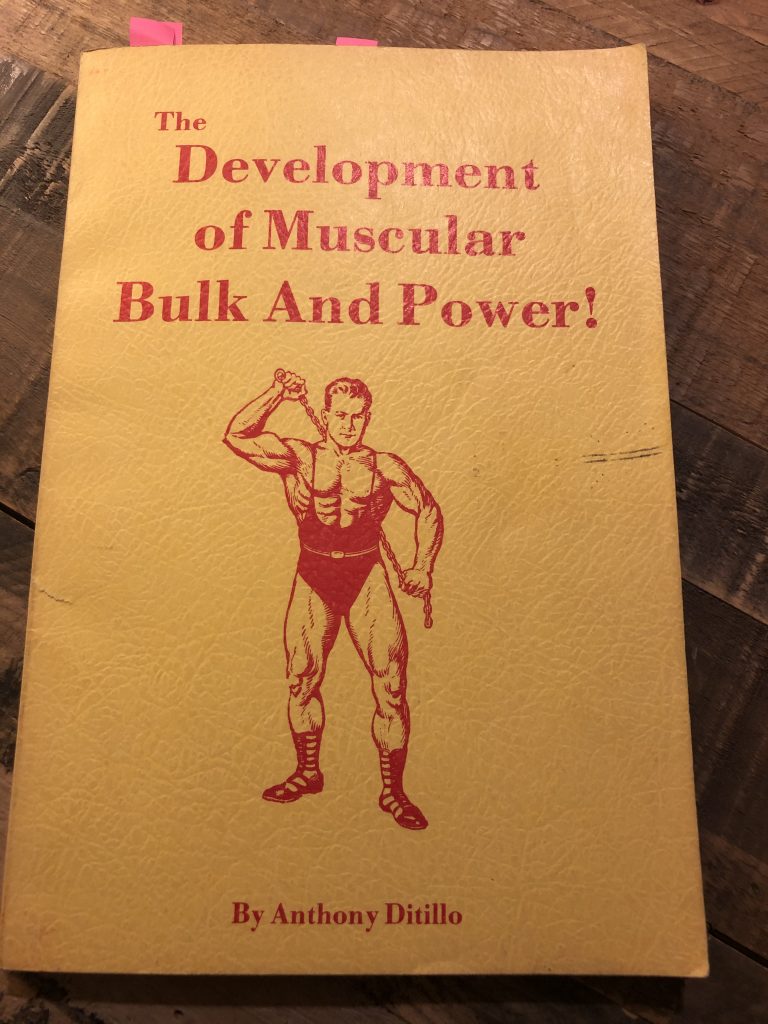 The
Development
of Muscular
Bulk And Power!
By Anthony Ditillo